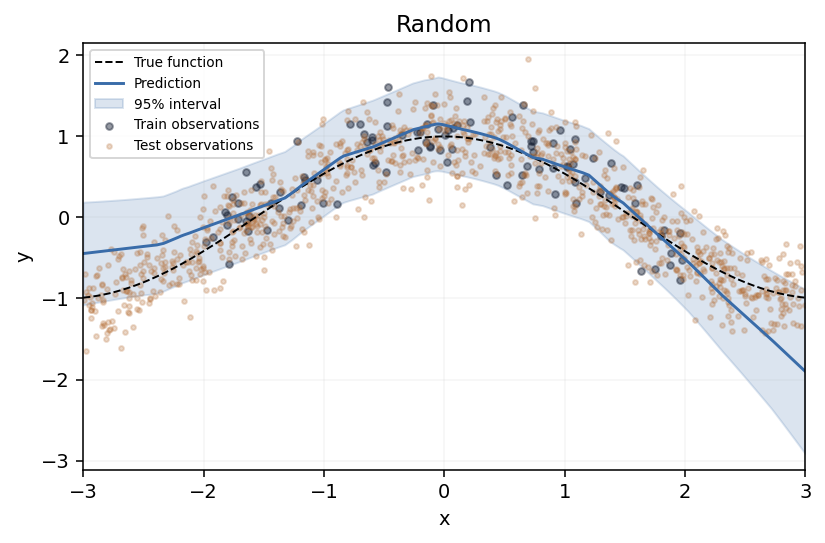 Random
2
1
0
−1
−2
−3
y
True function
Prediction
95% interval
Train observations
Test observations
−3 −2 −1 0 1 2 3
x